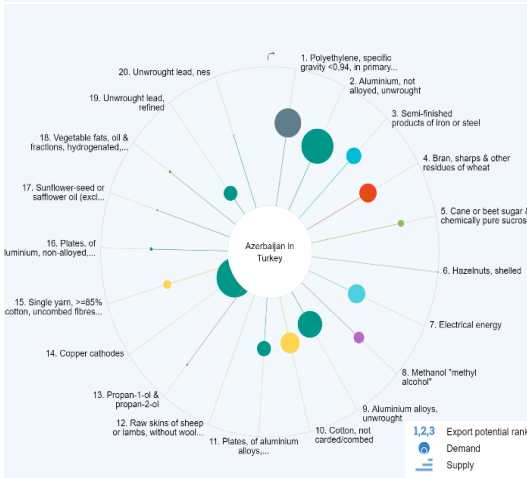 1. Polyethylene, specific
gravity <0,94, in primary...
2. Aluminium, not
alloyed, unwrought
3. Semi-finished
products of iron or steel
4. Bran, sharps & other
residues of wheat
5. Cane or beet sugar &
chemically pure sucros
6. Hazelnuts, shelled
7. Electrical energy
8. Methanol "methyl
alcohol"
9. Aluminium alloys,
unwrought
10. Cotton, not
carded/combed
11. Plates of aluminium
alloys,...
12. Raw skins of sheep
or lambs, without wool...
13. Propan-1-ol &
propan-2-ol
14. Copper cathodes
15. Single yarn, >=85%
cotton, uncombed fibres...
16. Plates, of
luminium, non-alloyed,...
17. Sunflower-seed or
safflower oil (excl...
18. Vegetable fats, oil &
fractions, hydrogenated,...
19. Unwrought lead,
refined
20. Unwrought lead, nes
Azerbaijan in
Turkey
1,2,3 Export potential rank
Demand
Supply